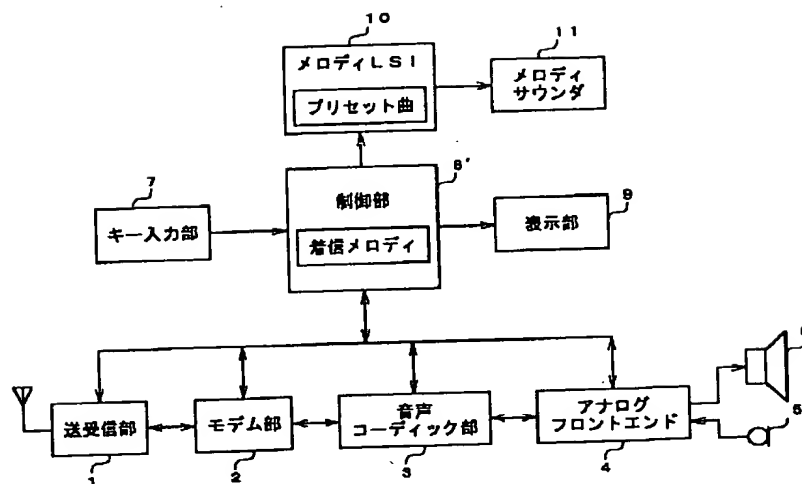 10
メロディLSI
プリセット曲
11
メロディ
サウンダ
7
キー入力部
8'
制御部
着信メロディ
9
表示部
送受信部
1
モデム部
2
音声
コーディック部
3
アナログ
フロントエンド
4
6
5